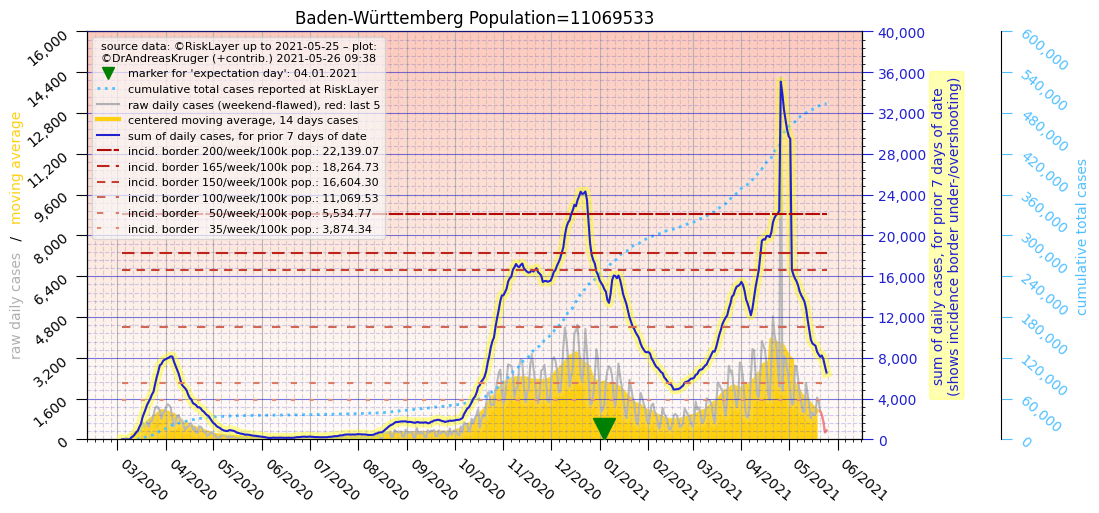 Baden-Württemberg Population=11069533
source data: ©RiskLayer up to 2021-05-25 – plot:
©DrAndreasKruger (+contrib.) 2021-05-26 09:38
marker for 'expectation day': 04.01.2021
cumulative total cases reported at RiskLayer
raw daily cases (weekend-flawed), red: last 5
centered moving average, 14 days cases
sum of daily cases, for prior 7 days of date
incid. border 200/week/100k pop.: 22,139.07
incid. border 165/week/100k pop.: 18,264.73
incid. border 150/week/100k pop.: 16,604.30
incid. border 100/week/100k pop.: 11,069.53
incid. border   50/week/100k pop.: 5,534.77
incid. border   35/week/100k pop.: 3,874.34
raw daily cases / moving average
16,000
14,400
12,800
11,200
9,600
8,000
6,400
4,800
3,200
1,600
0
03/2020
04/2020
05/2020
06/2020
07/2020
08/2020
09/2020
10/2020
11/2020
12/2020
01/2021
02/2021
03/2021
04/2021
05/2021
06/2021
40,000
36,000
32,000
28,000
24,000
20,000
16,000
12,000
8,000
4,000
0
sum of daily cases, for prior 7 days of date
(shows incidence border under-/overshooting)
600,000
540,000
480,000
420,000
360,000
300,000
240,000
180,000
120,000
60,000
0
cumulative total cases